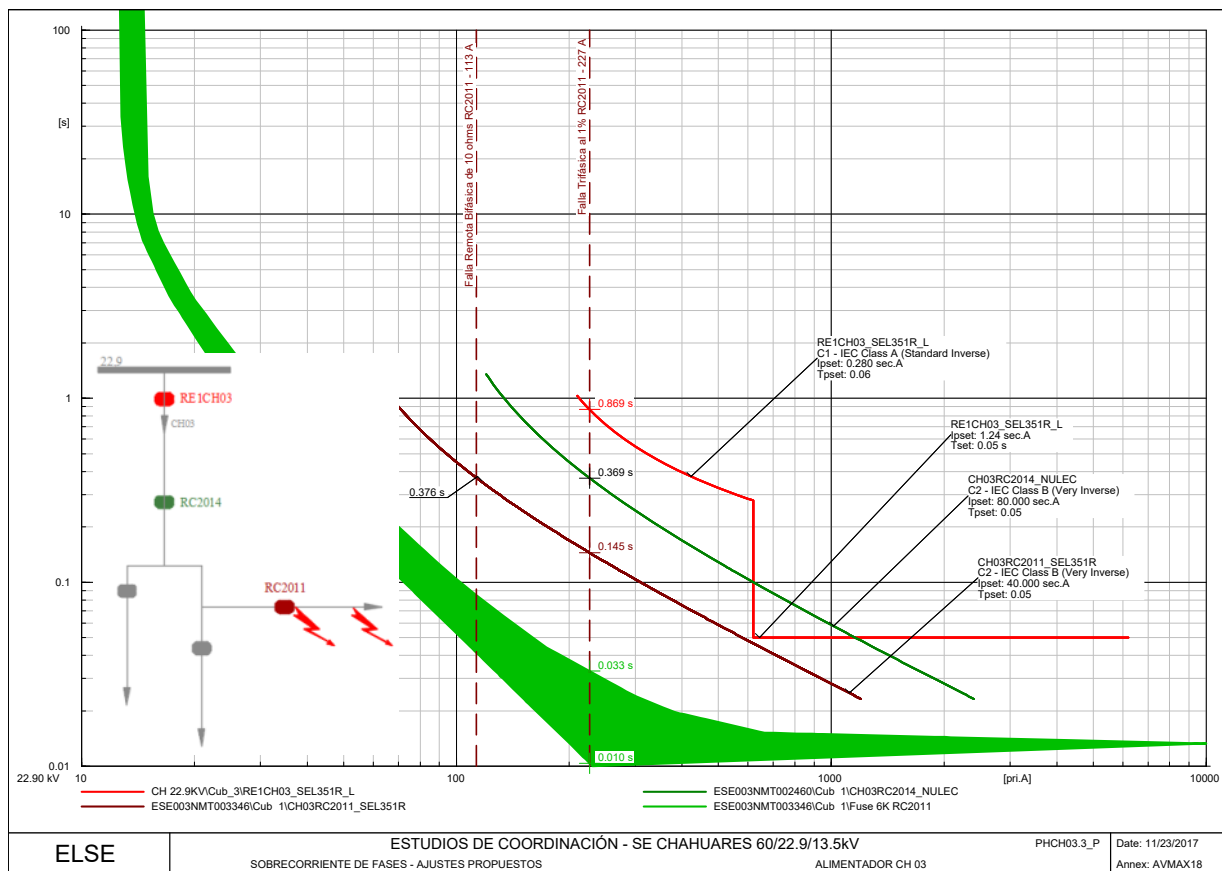 100
[s]
10
1
0.1
0.01
22.90 kV
10
100
1000
[pri.A]
10000
Falla Remota Bifásica de 10 ohms RC2011 - 113 A
Falla Trifásica al 1% RC2011 - 227 A
22.9
RE1CH03
CH03
RC2014
RC2011
0.869 s
0.376 s
0.369 s
0.145 s
0.033 s
0.010 s
RE1CH03_SEL351R_L
C1 - IEC Class A (Standard Inverse)
Ipset: 0.280 sec.A
Tpset: 0.06
RE1CH03_SEL351R_L
Ipset: 1.24 sec.A
Tset: 0.05 s
CH03RC2014_NULEC
C2 - IEC Class B (Very Inverse)
Ipset: 80.000 sec.A
Tpset: 0.05
CH03RC2011_SEL351R
C2 - IEC Class B (Very Inverse)
Ipset: 40.000 sec.A
Tpset: 0.05
CH 22.9KV\Cub_3\RE1CH03_SEL351R_L
ESE003NMT002460\Cub 1\CH03RC2014_NULEC
ESE003NMT003346\Cub 1\CH03RC2011_SEL351R
ESE003NMT003346\Cub 1\Fuse 6K RC2011
ELSE
ESTUDIOS DE COORDINACIÓN - SE CHAHUARES 60/22.9/13.5kV
SOBRECORRIENTE DE FASES - AJUSTES PROPUESTOS
ALIMENTADOR CH 03
PHCH03.3_P
Date: 11/23/2017
Annex: AVMAX18